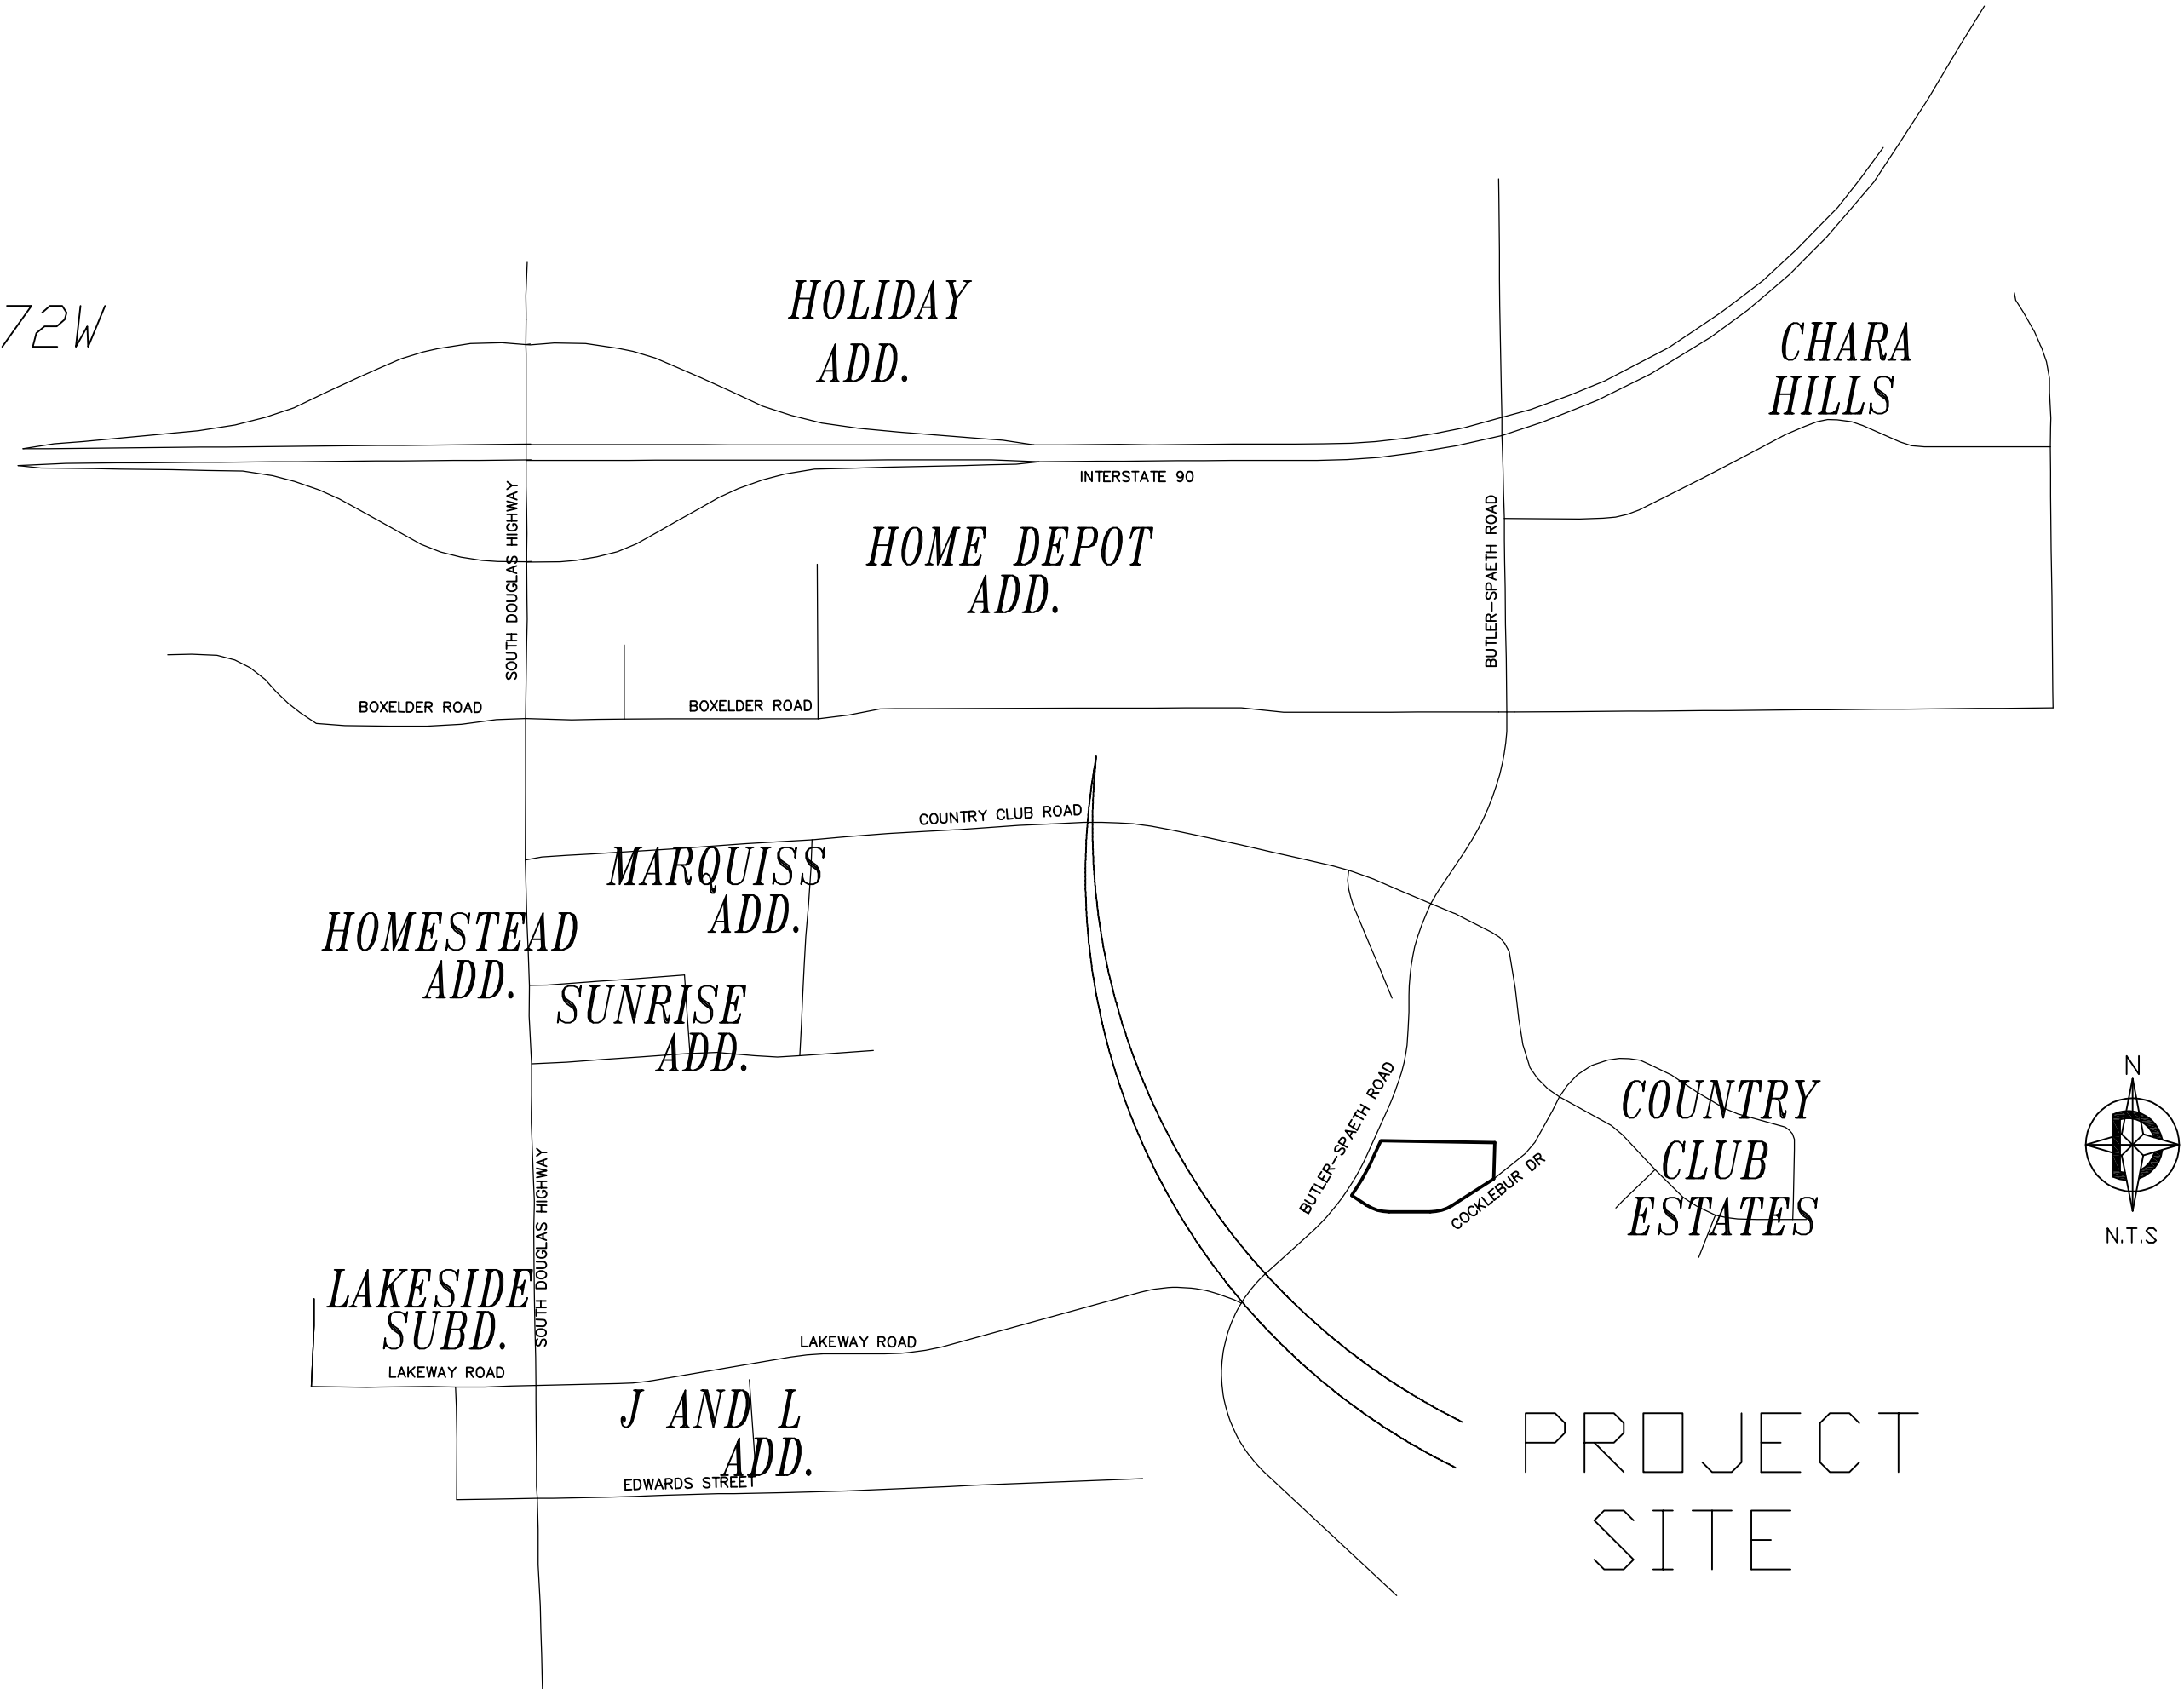 HOLIDAY
ADD.
72W
CHARA
HILLS
INTERSTATE 90
SOUTH DOUGLAS HIGHWAY
BUTLER-SPAETH ROAD
HOME DEPOT
ADD.
BOXELDER ROAD
BOXELDER ROAD
COUNTRY CLUB ROAD
MARQUISS
ADD.
HOMESTEAD
ADD.
SUNRISE
ADD.
BUTLER-SPAETH ROAD
COUNTRY
CLUB
ESTATES
COCKLEBUR DR
N
D
N.T.S
SOUTH DOUGLAS HIGHWAY
LAKESIDE
SUBD.
LAKEWAY ROAD
LAKEWAY ROAD
J AND L
ADD.
EDWARDS STREET
PROJECT
SITE